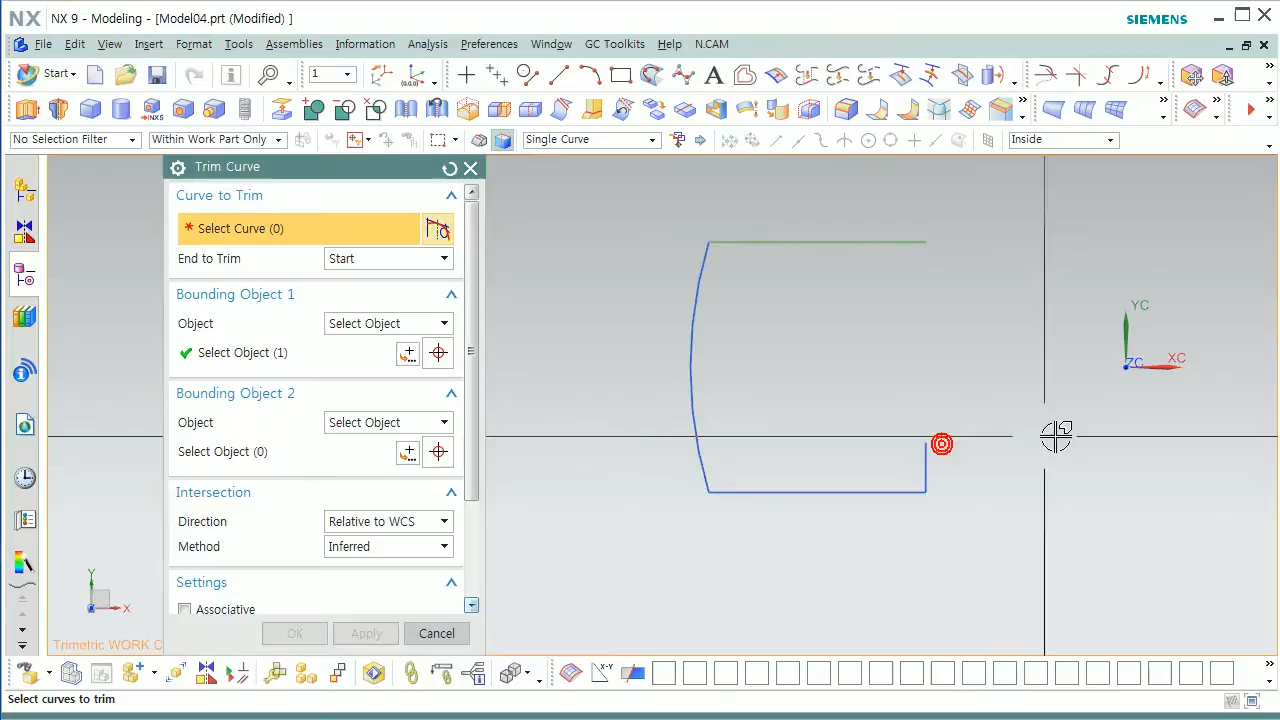 NX NX 9 - Modeling - [Model04.prt (Modified) ] SIEMENS
File Edit View Insert Format Tools Assemblies Information Analysis Preferences Window GC Toolkits Help NCAM
Start 1
No Selection Filter Within Work Part Only Single Curve Inside
Trim Curve
Curve to Trim
* Select Curve (0)
End to Trim Start
Bounding Object 1
Object Select Object
Select Object (1)
Bounding Object 2
Object Select Object
Select Object (0)
Intersection
Direction Relative to WCS
Method Inferred
Settings
Associative
OK Apply Cancel
YC
XC
ZC
Y
X
Trimetric WORK C
Select curves to trim